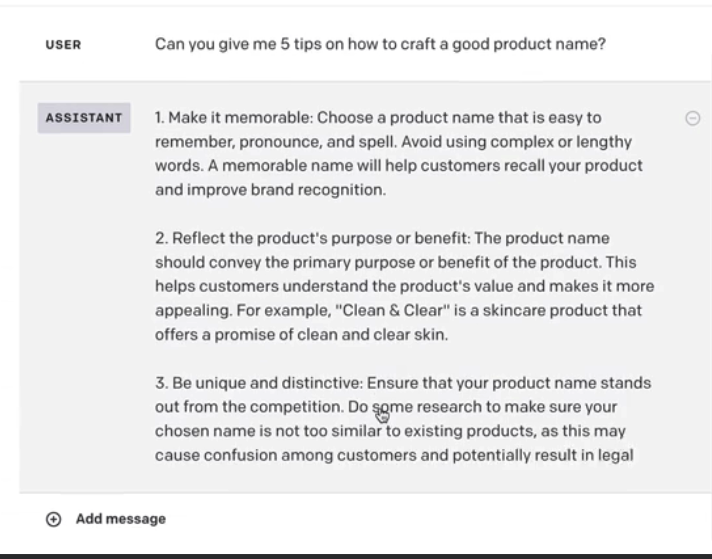 USER
Can you give me 5 tips on how to craft a good product name?
ASSISTANT
1. Make it memorable: Choose a product name that is easy to
remember, pronounce, and spell. Avoid using complex or lengthy
words. A memorable name will help customers recall your product
and improve brand recognition.
2. Reflect the product's purpose or benefit: The product name
should convey the primary purpose or benefit of the product. This
helps customers understand the product's value and makes it more
appealing. For example, "Clean & Clear" is a skincare product that
offers a promise of clean and clear skin.
3. Be unique and distinctive: Ensure that your product name stands
out from the competition. Do some research to make sure your
chosen name is not too similar to existing products, as this may
cause confusion among customers and potentially result in legal
Add message